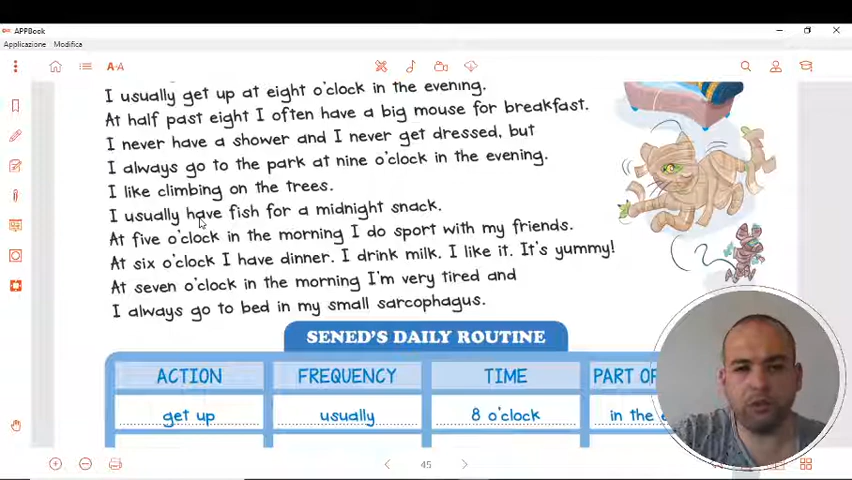 APPBook
Applicazione Modifica
A-A
I usually get up at eight o'clock in the evening.
At half past eight I often have a big mouse for breakfast.
I never have a shower and I never get dressed, but
I always go to the park at nine o'clock in the evening.
I like climbing on the trees.
I usually have fish for a midnight snack.
At five o'clock in the morning I do sport with my friends.
At six o'clock I have dinner. I drink milk. I like it. It's yummy!
At seven o'clock in the morning I'm very tired and
I always go to bed in my small sarcophagus.
SENED'S DAILY ROUTINE
ACTION FREQUENCY TIME PART OF
get up usually 8 o'clock in the
45